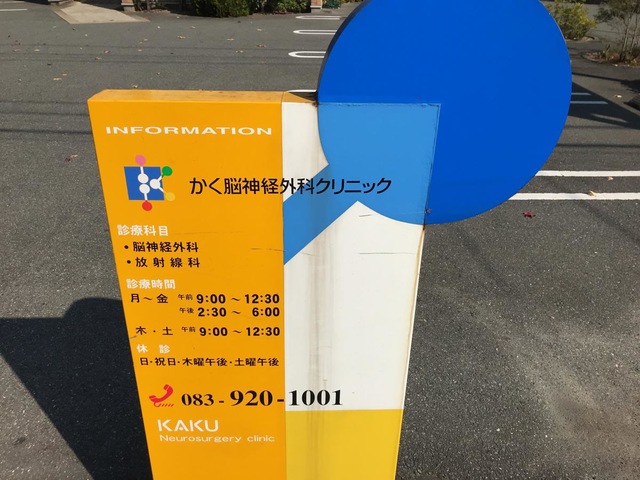 INFORMATION
かく脳神経外科クリニック
診療科目
・脳神経外科
・放射線科
診療時間
月～金 午前 9:00～12:30
午後 2:30～ 6:00
木・土 午前 9:00～12:30
休診
日・祝日・木曜午後・土曜午後
083-920-1001
KAKU
Neurosurgery clinic